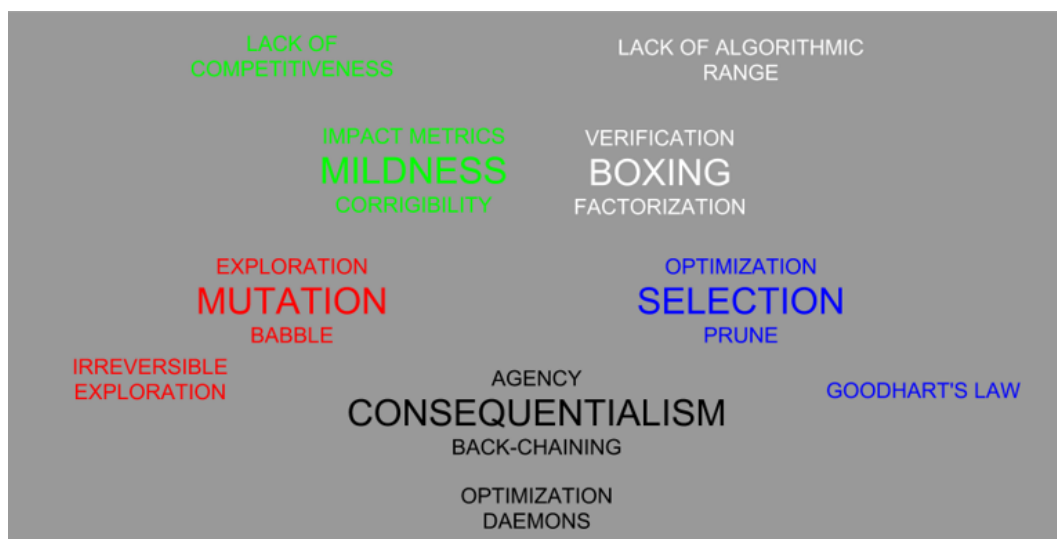 LACK OF
COMPETITIVENESS
LACK OF ALGORITHMIC
RANGE
IMPACT METRICS
MILDNESS
CORRIGIBILITY
VERIFICATION
BOXING
FACTORIZATION
EXPLORATION
MUTATION
BABBLE
OPTIMIZATION
SELECTION
PRUNE
IRREVERSIBLE
EXPLORATION
AGENCY
CONSEQUENTIALISM
BACK-CHAINING
GOODHART'S LAW
OPTIMIZATION
DAEMONS